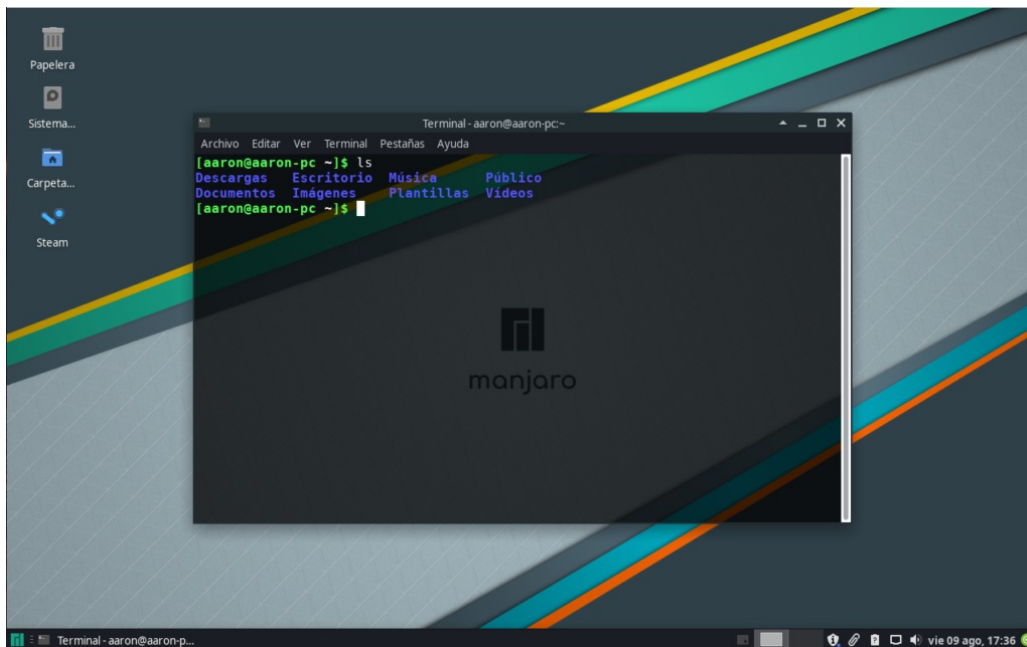 Papelera
Sistema...
Carpeta...
Steam
Terminal - aaron@aaron-pc:~
Archivo Editar Ver Terminal Pestañas Ayuda
[aaron@aaron-pc ~]$ ls
Descargas Escritorio Música Público
Documentos Imágenes Plantillas Vídeos
[aaron@aaron-pc ~]$
manjaro
Terminal - aaron@aaron-p...
vie 09 ago, 17:36